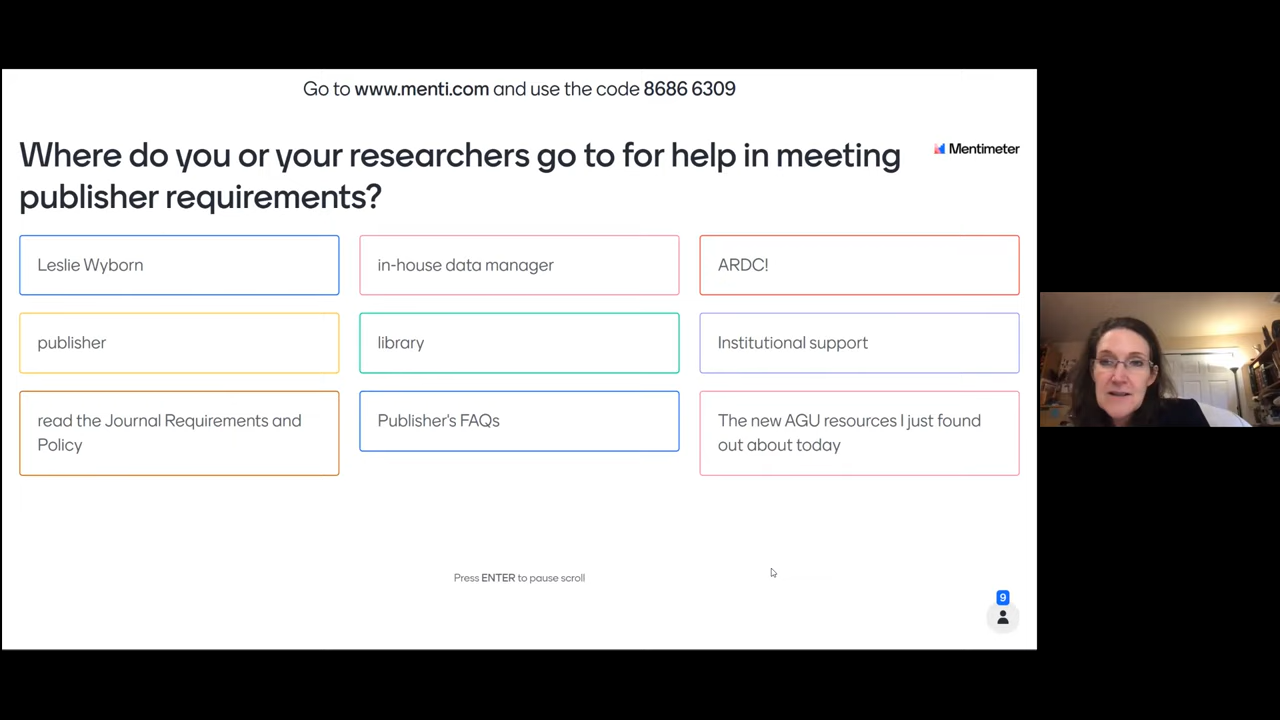 Go to www.menti.com and use the code 8686 6309
Where do you or your researchers go to for help in meeting
publisher requirements?
Mentimeter
Leslie Wyborn
in-house data manager
ARDC!
publisher
library
Institutional support
read the Journal Requirements and
Policy
Publisher's FAQs
The new AGU resources I just found
out about today
Press ENTER to pause scroll
9